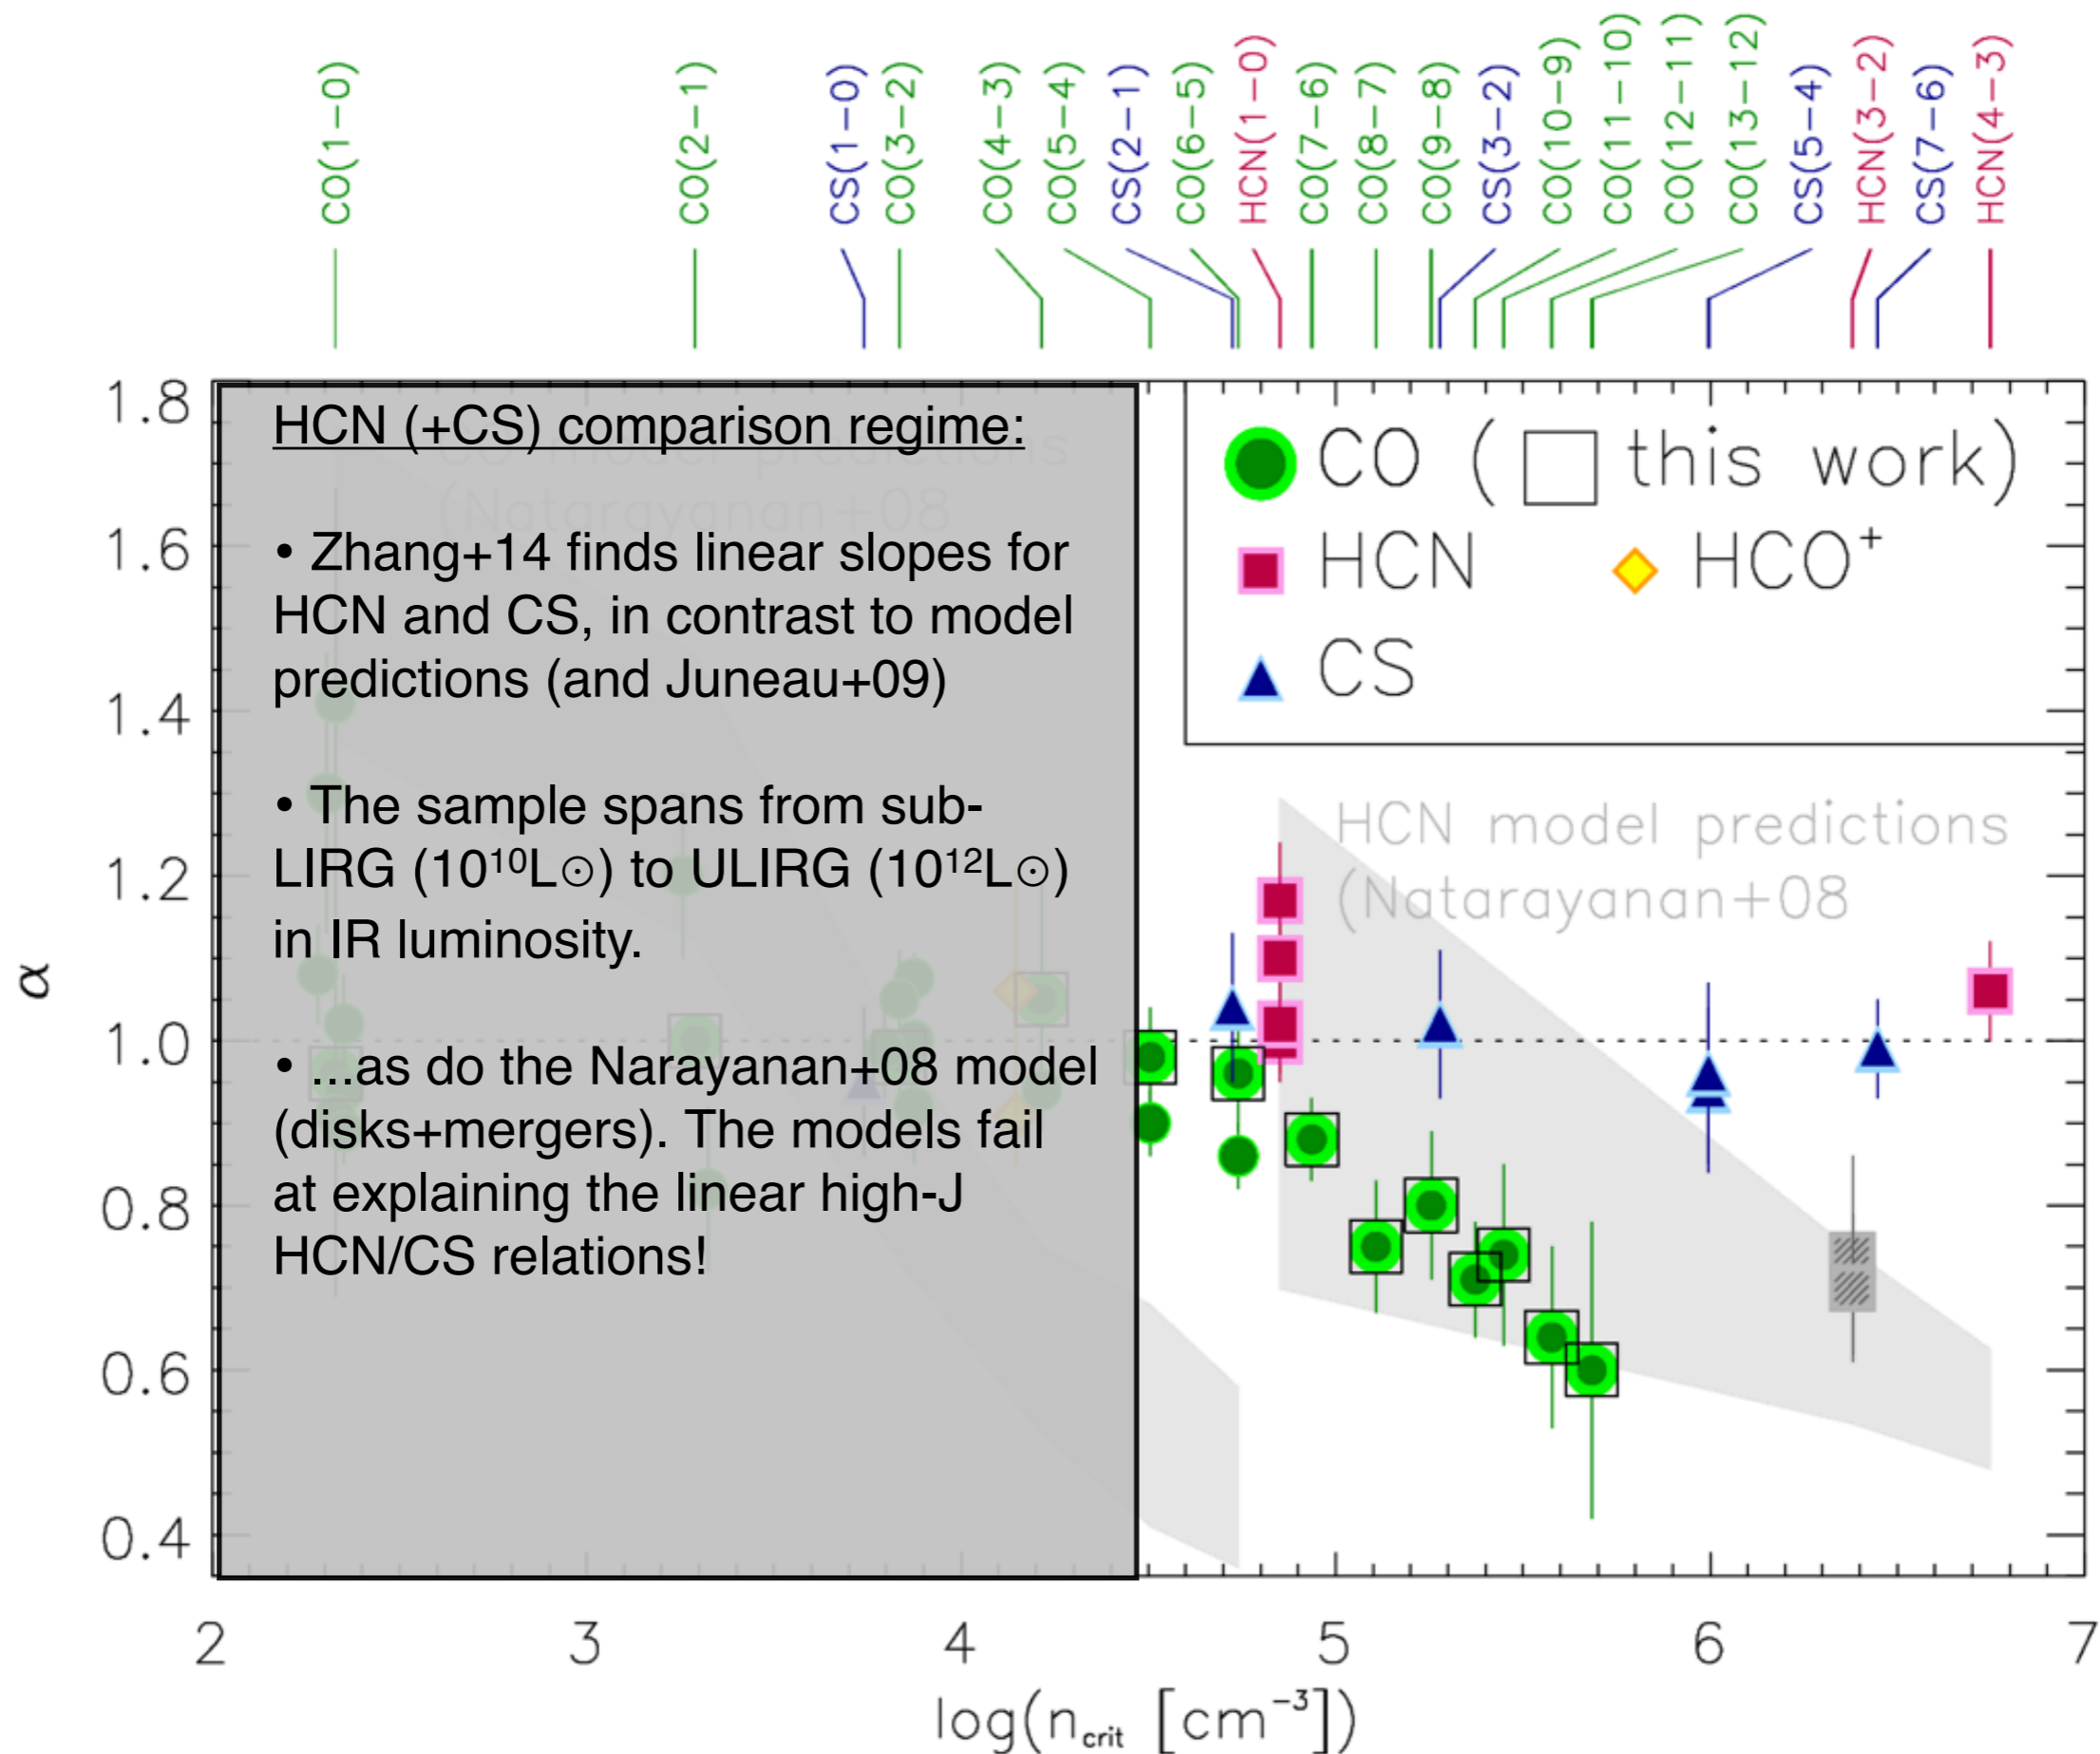 CO(1-0)
CO(2-1)
CS(1-0)
CO(3-2)
CO(4-3)
CO(5-4)
CS(2-1)
CO(6-5)
HCN(1-0)
CO(7-6)
CO(8-7)
CO(9-8)
CS(3-2)
CO(10-9)
CO(11-10)
CO(12-11)
CO(13-12)
CS(5-4)
HCN(3-2)
CS(7-6)
HCN(4-3)
1.8
1.6
1.4
1.2
1.0
0.8
0.6
0.4
α
HCN (+CS) comparison regime:
CO model predictions
(Natarayanan+08
• Zhang+14 finds linear slopes for
HCN and CS, in contrast to model
predictions (and Juneau+09)
• The sample spans from sub-
LIRG (10¹⁰L⊙) to ULIRG (10¹²L⊙)
in IR luminosity.
• ...as do the Narayanan+08 model
(disks+mergers). The models fail
at explaining the linear high-J
HCN/CS relations!
CO ( □ this work)
HCN
HCO⁺
CS
HCN model predictions
(Natarayanan+08
2
3
4
5
6
7
log(n_crit [cm⁻³])